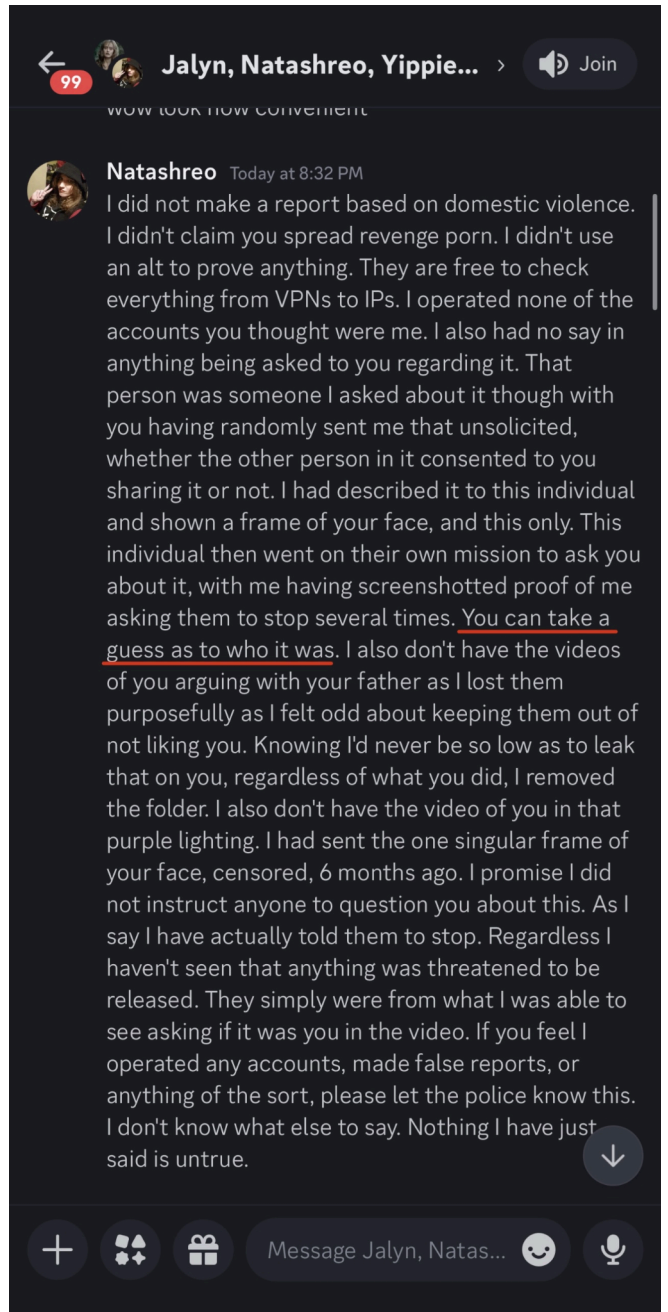 99
Jalyn, Natashreo, Yippie...
Join
wow look how convenient
Natashreo Today at 8:32 PM
I did not make a report based on domestic violence.
I didn't claim you spread revenge porn. I didn't use
an alt to prove anything. They are free to check
everything from VPNs to IPs. I operated none of the
accounts you thought were me. I also had no say in
anything being asked to you regarding it. That
person was someone I asked about it though with
you having randomly sent me that unsolicited,
whether the other person in it consented to you
sharing it or not. I had described it to this individual
and shown a frame of your face, and this only. This
individual then went on their own mission to ask you
about it, with me having screenshotted proof of me
asking them to stop several times. You can take a
guess as to who it was. I also don't have the videos
of you arguing with your father as I lost them
purposefully as I felt odd about keeping them out of
not liking you. Knowing I'd never be so low as to leak
that on you, regardless of what you did, I removed
the folder. I also don't have the video of you in that
purple lighting. I had sent the one singular frame of
your face, censored, 6 months ago. I promise I did
not instruct anyone to question you about this. As I
say I have actually told them to stop. Regardless I
haven't seen that anything was threatened to be
released. They simply were from what I was able to
see asking if it was you in the video. If you feel I
operated any accounts, made false reports, or
anything of the sort, please let the police know this.
I don't know what else to say. Nothing I have just
said is untrue.
Message Jalyn, Natas...